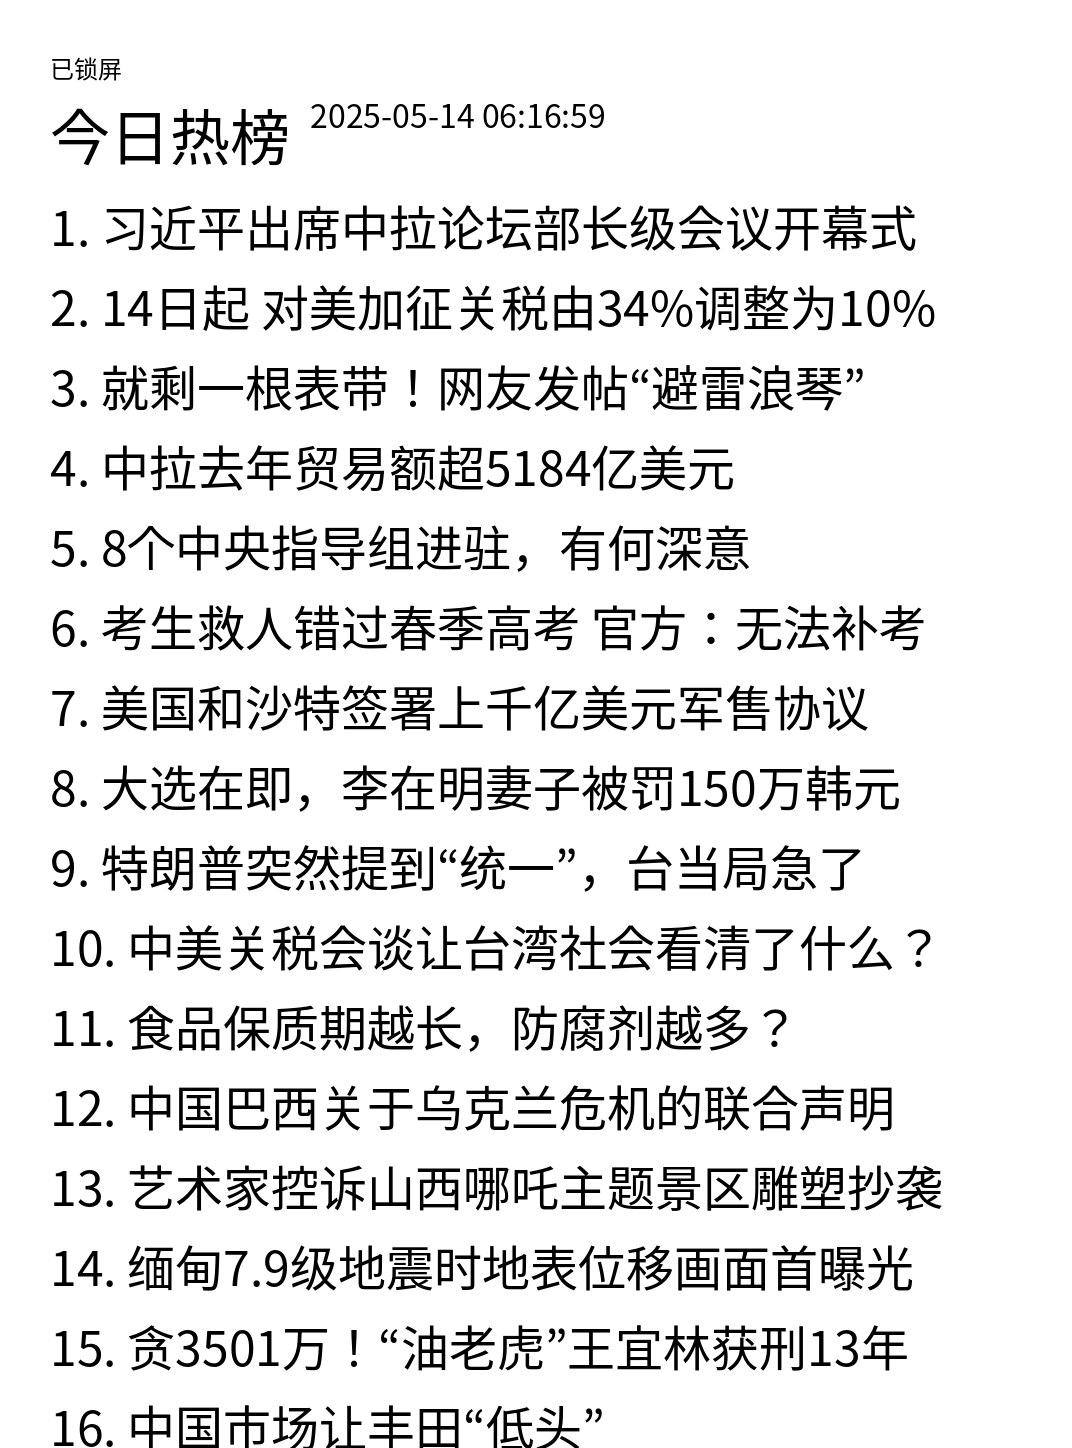 已锁屏
今日热榜 2025-05-14 06:16:59
1. 习近平出席中拉论坛部长级会议开幕式
2. 14日起 对美加征关税由34%调整为10%
3. 就剩一根表带！网友发帖“避雷浪琴”
4. 中拉去年贸易额超5184亿美元
5. 8个中央指导组进驻，有何深意
6. 考生救人错过春季高考 官方：无法补考
7. 美国和沙特签署上千亿美元军售协议
8. 大选在即，李在明妻子被罚150万韩元
9. 特朗普突然提到“统一”，台当局急了
10. 中美关税会谈让台湾社会看清了什么？
11. 食品保质期越长，防腐剂越多？
12. 中国巴西关于乌克兰危机的联合声明
13. 艺术家控诉山西哪吒主题景区雕塑抄袭
14. 缅甸7.9级地震时地表位移画面首曝光
15. 贪3501万！“油老虎”王宜林获刑13年
16. 中国市场让丰田“低头”